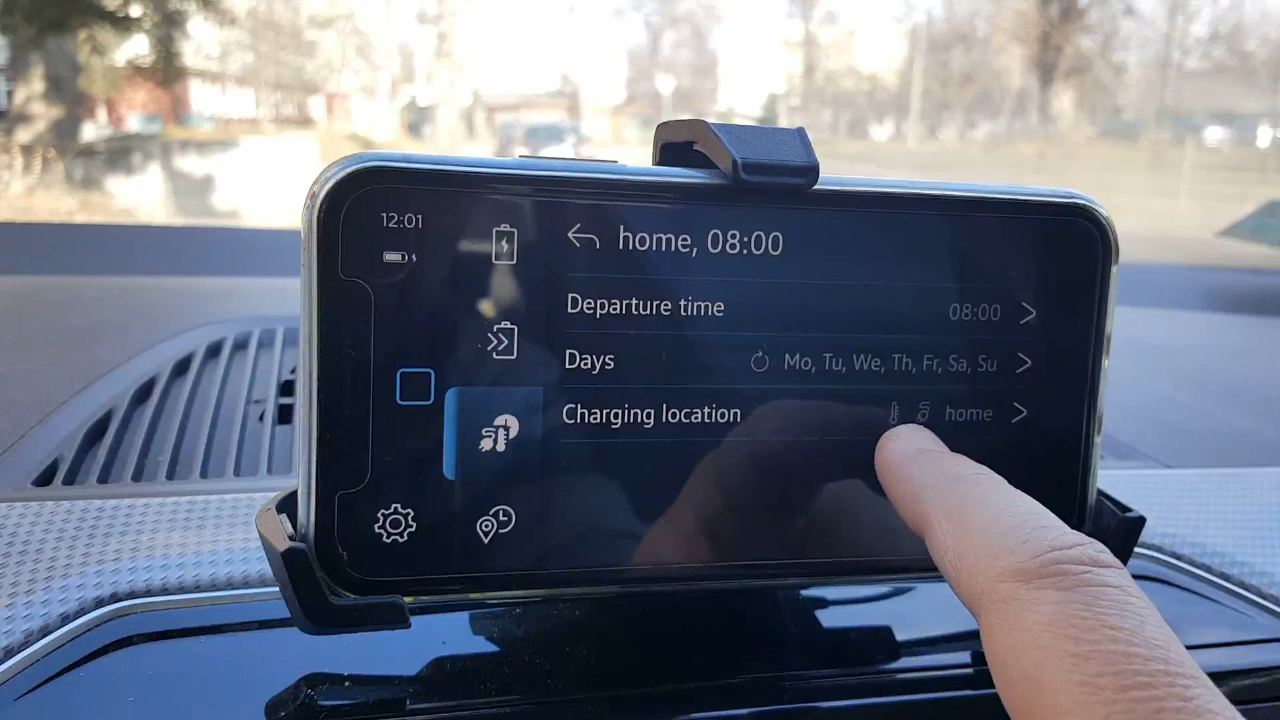 12:01
home, 08:00
Departure time 08:00
Days Mo, Tu, We, Th, Fr, Sa, Su
Charging location home